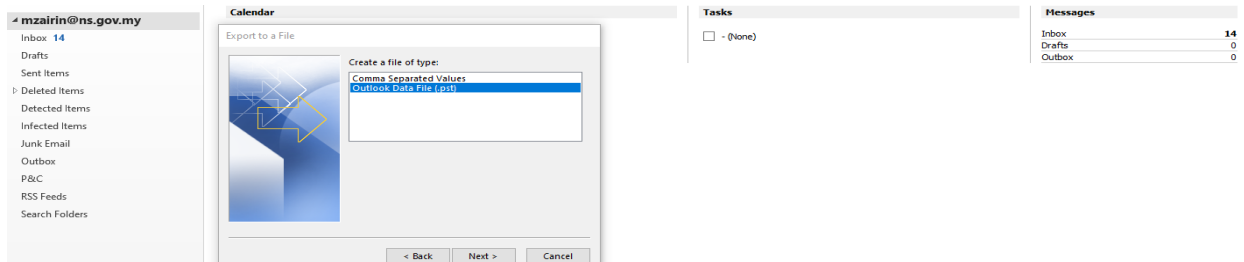 mzairin@ns.gov.my
Inbox 14
Drafts
Sent Items
Deleted Items
Detected Items
Infected Items
Junk Email
Outbox
P&C
RSS Feeds
Search Folders
Calendar
Export to a File
Create a file of type:
Comma Separated Values
Outlook Data File (.pst)
< Back Next > Cancel
Tasks
- (None)
Messages
Inbox 14
Drafts 0
Outbox 0